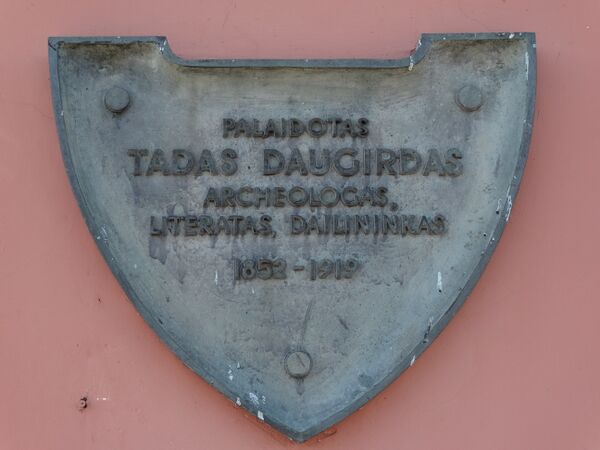 PALAIDOTAS
TADAS DAUGIRDAS
ARCHEOLOGAS,
LITERATAS, DAILININKAS
1852-1919